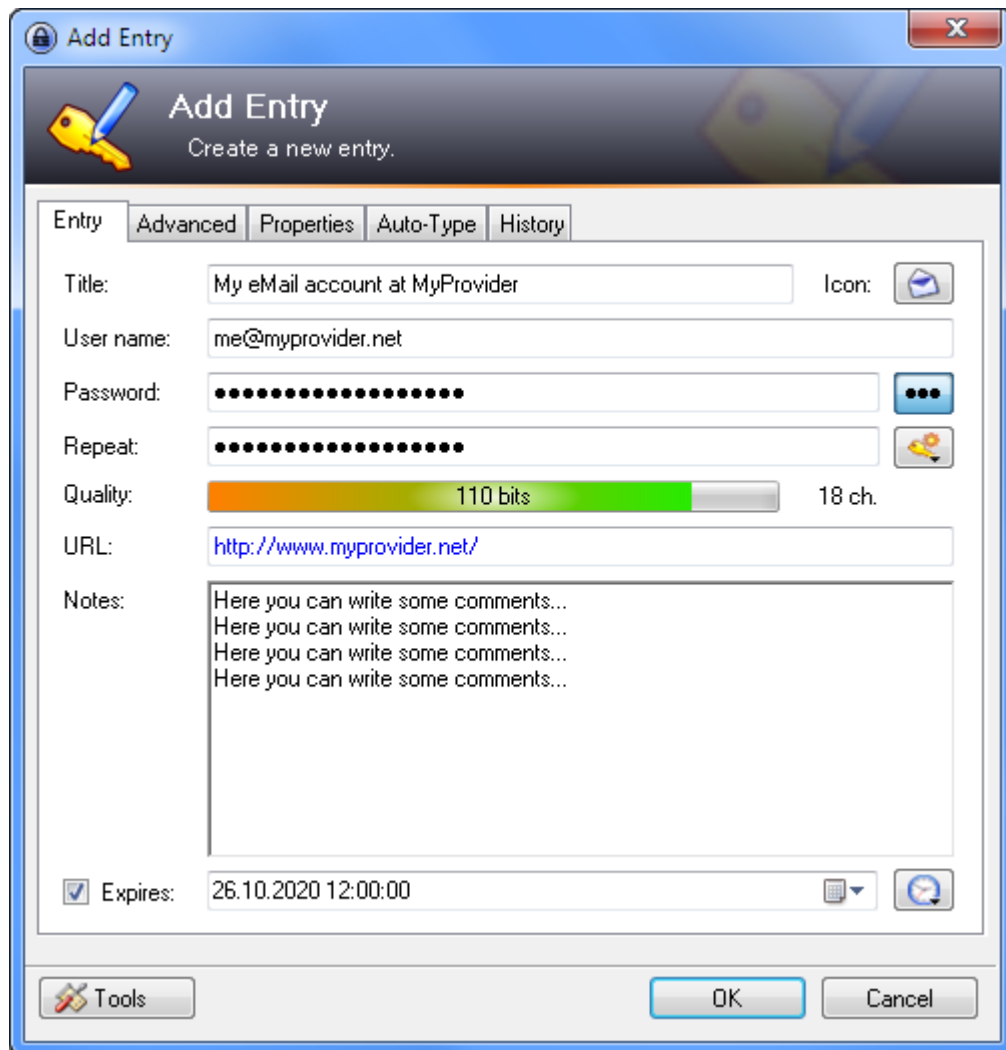 Add Entry
Add Entry
Create a new entry.
Entry Advanced Properties Auto-Type History
Title: My eMail account at MyProvider Icon:
User name: me@myprovider.net
Password: ●●●●●●●●●●●●●●●●●●
Repeat: ●●●●●●●●●●●●●●●●●●
Quality: 110 bits 18 ch.
URL: http://www.myprovider.net/
Notes: Here you can write some comments...
Here you can write some comments...
Here you can write some comments...
Here you can write some comments...
Expires: 26.10.2020 12:00:00
Tools OK Cancel